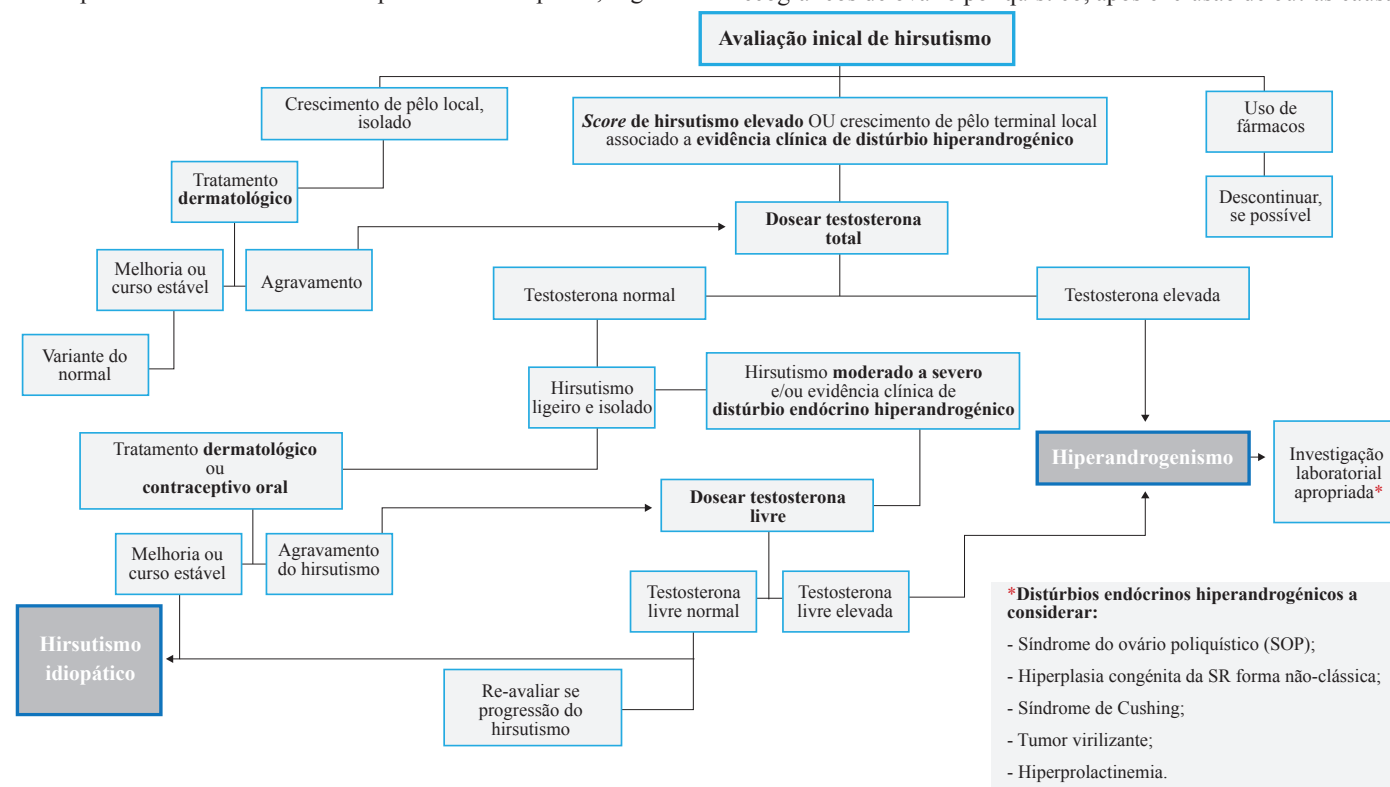 Avaliação inical de hirsutismo
Crescimento de pêlo local,
isolado
Score de hirsutismo elevado OU crescimento de pêlo terminal local
associado a evidência clínica de distúrbio hiperandrogénico
Uso de
fármacos
Tratamento
dermatológico
Descontinuar,
se possível
Dosear testosterona
total
Melhoria ou
curso estável
Agravamento
Testosterona normal
Testosterona elevada
Variante do
normal
Hirsutismo
ligeiro e isolado
Hirsutismo moderado a severo
e/ou evidência clínica de
distúrbio endócrino hiperandrogénico
Tratamento dermatológico
ou
contraceptivo oral
Hiperandrogenismo
Investigação
laboratorial
apropriada*
Dosear testosterona
livre
Melhoria ou
curso estável
Agravamento
do hirsutismo
Testosterona
livre normal
Testosterona
livre elevada
Hirsutismo
idiopático
Re-avaliar se
progressão do
hirsutismo
*Distúrbios endócrinos hiperandrogénicos a
considerar:
- Síndrome do ovário poliquístico (SOP);
- Hiperplasia congénita da SR forma não-clássica;
- Síndrome de Cushing;
- Tumor virilizante;
- Hiperprolactinemia.